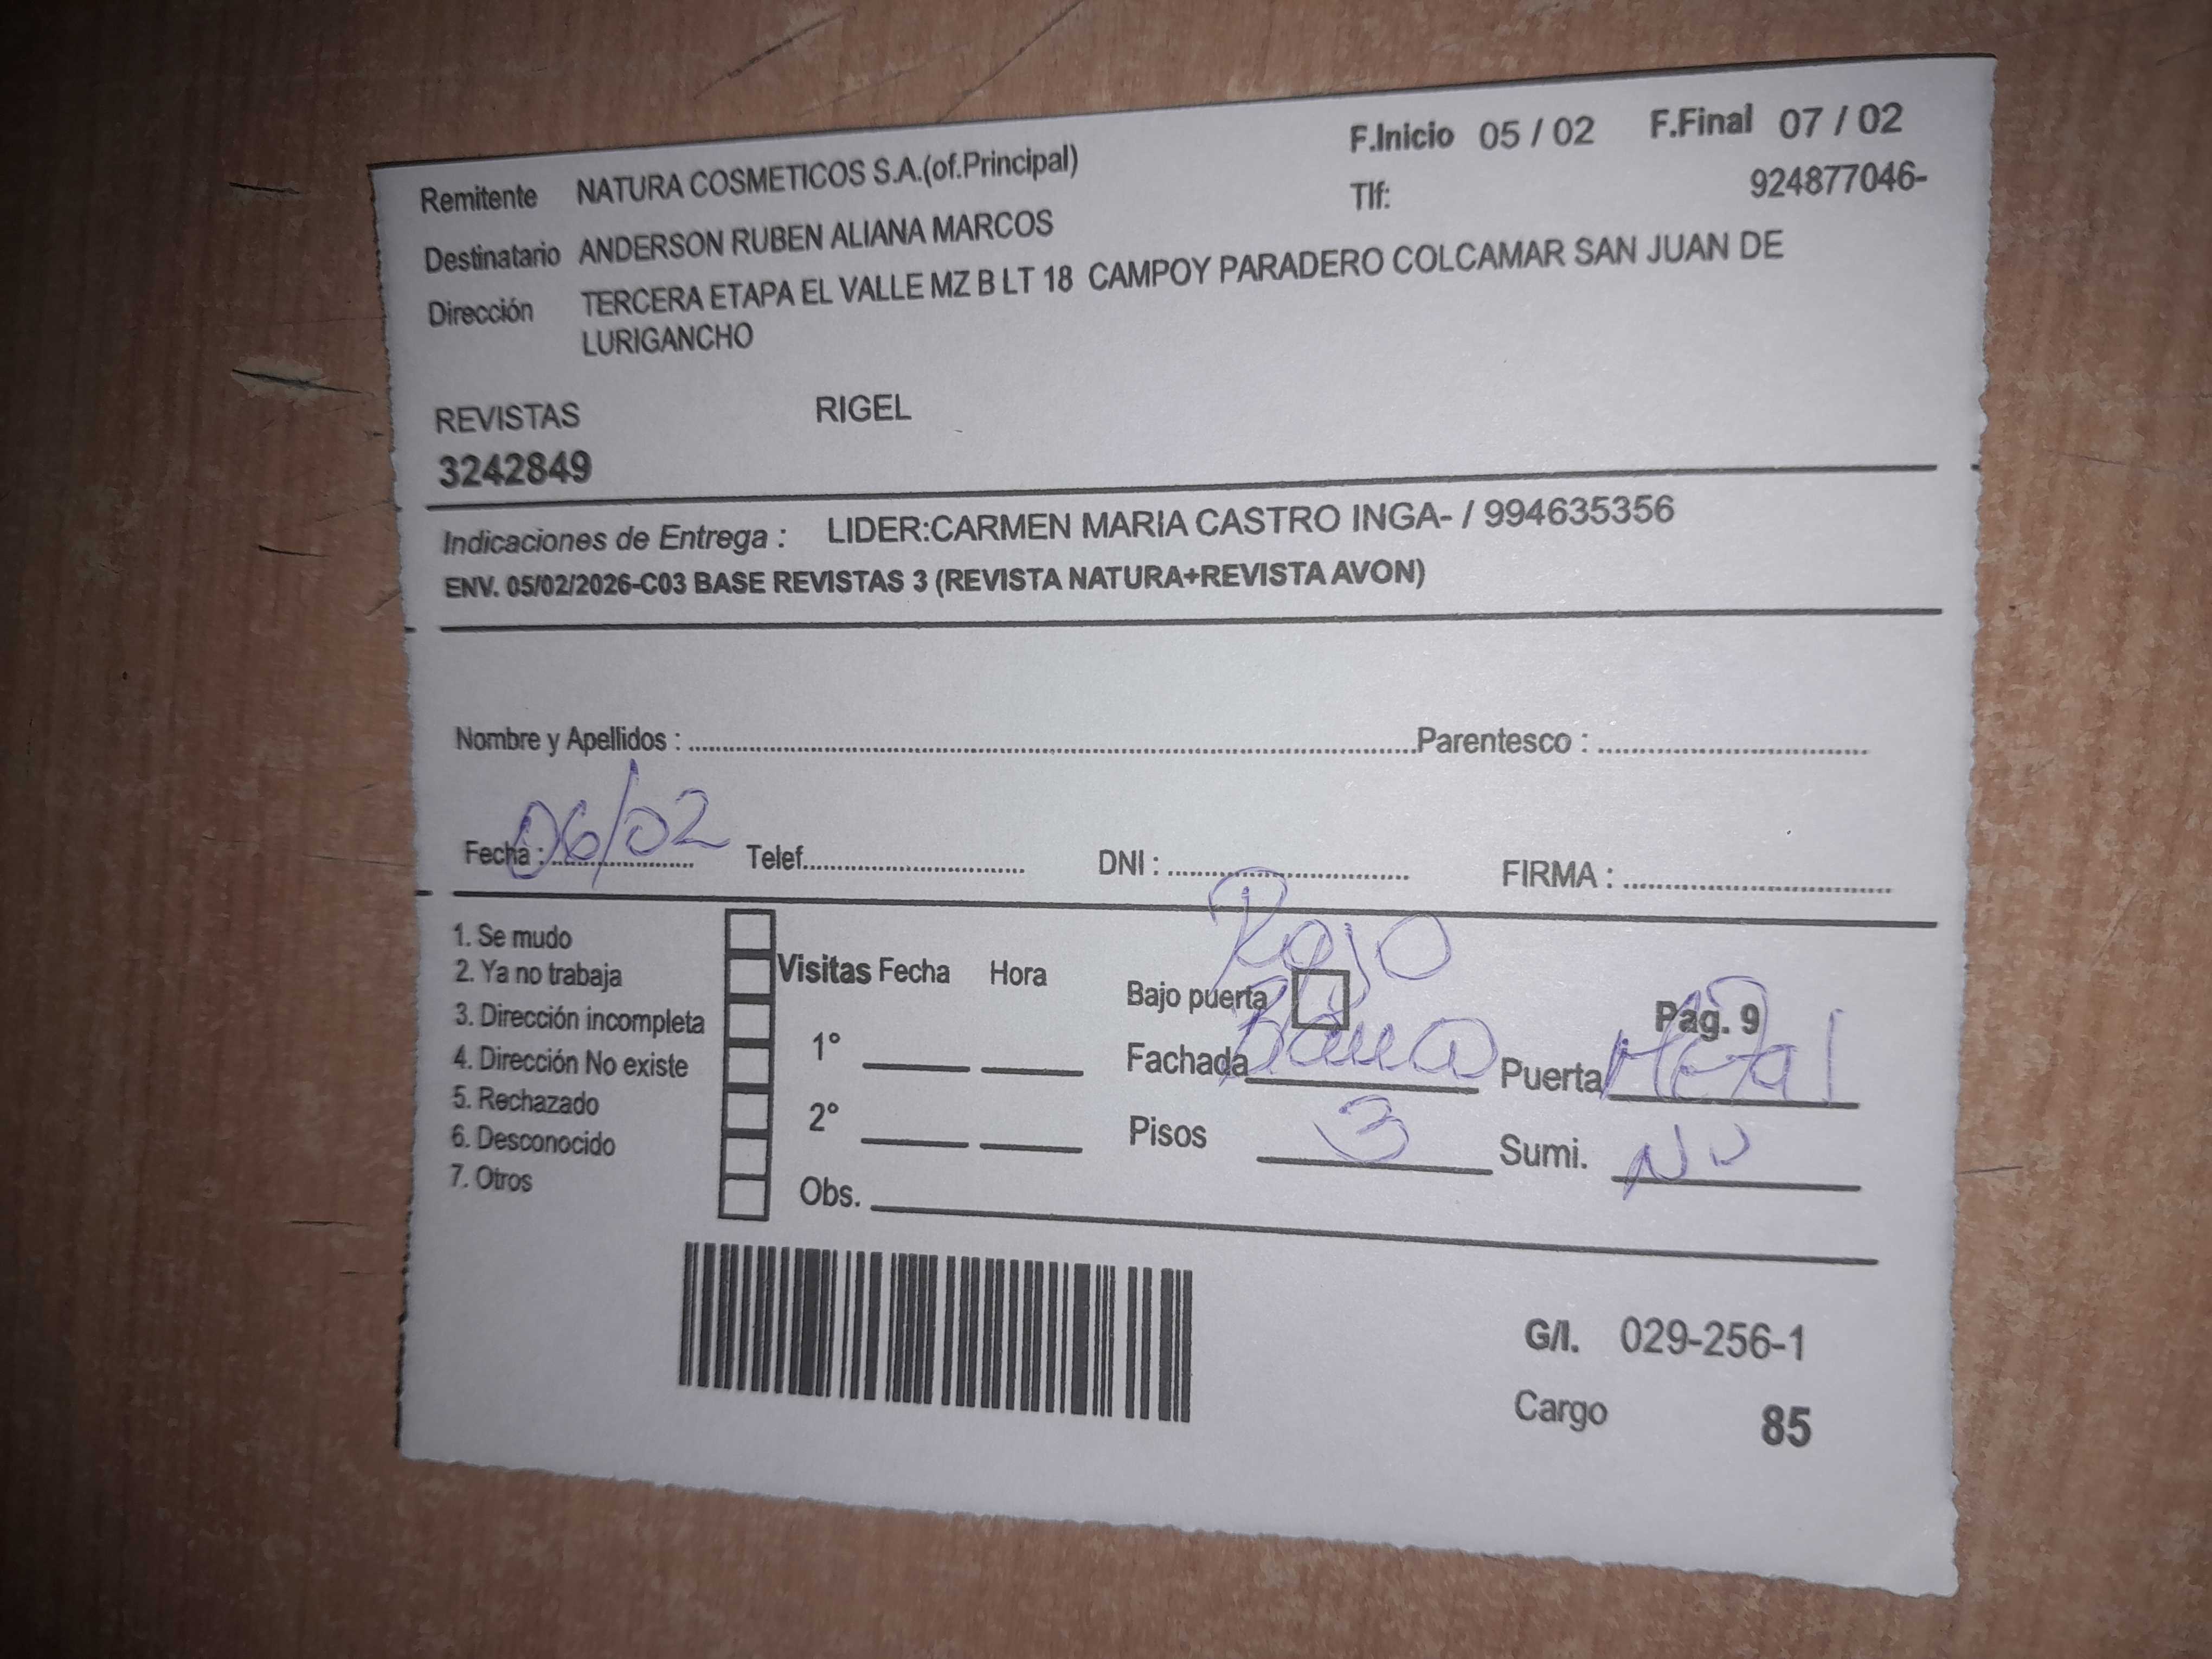 F.Inicio 05 / 02 F.Final 07 / 02
Remitente NATURA COSMETICOS S.A.(of.Principal)
Tlf: 924877046-
Destinatario ANDERSON RUBEN ALIANA MARCOS
Dirección TERCERA ETAPA EL VALLE MZ B LT 18 CAMPOY PARADERO COLCAMAR SAN JUAN DE
LURIGANCHO
REVISTAS RIGEL
3242849
Indicaciones de Entrega : LIDER:CARMEN MARIA CASTRO INGA- / 994635356
ENV. 05/02/2026-C03 BASE REVISTAS 3 (REVISTA NATURA+REVISTA AVON)
Nombre y Apellidos : Parentesco :
Fecha : 06/02 Telef. DNI : FIRMA :
Rojo
1. Se mudo
2. Ya no trabaja
3. Dirección incompleta
4. Dirección No existe
5. Rechazado
6. Desconocido
7. Otros
Visitas Fecha Hora
1°
2°
Obs.
Bajo puerta Pág. 9
Fachada Puerta Metal
Pisos 3 Sumi. NO
G/I. 029-256-1
Cargo 85